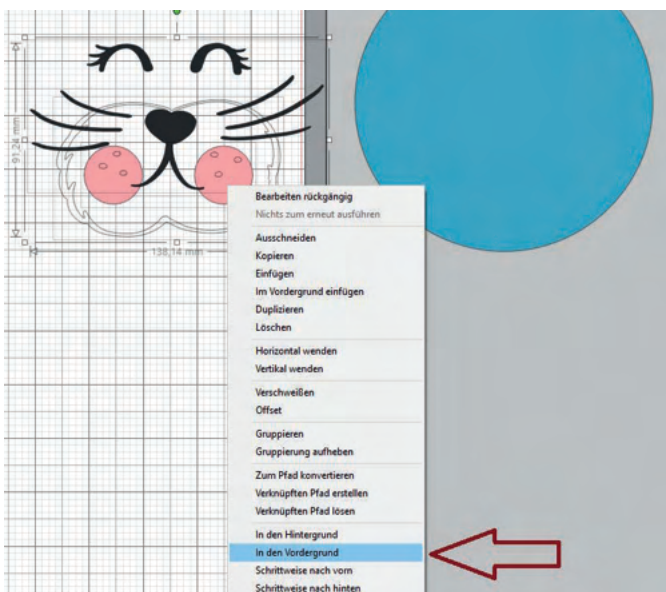 91,24 mm
138,14 mm
Bearbeiten rückgängig
Nichts zum erneut ausführen
Ausschneiden
Kopieren
Einfügen
Im Vordergrund einfügen
Duplizieren
Löschen
Horizontal wenden
Vertikal wenden
Verschweißen
Offset
Gruppieren
Gruppierung aufheben
Zum Pfad konvertieren
Verknüpften Pfad erstellen
Verknüpften Pfad lösen
In den Hintergrund
In den Vordergrund
Schrittweise nach vorn
Schrittweise nach hinten